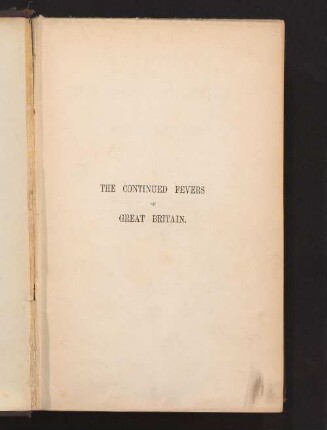 THE CONTINUED FEVERS
OF
GREAT BRITAIN.